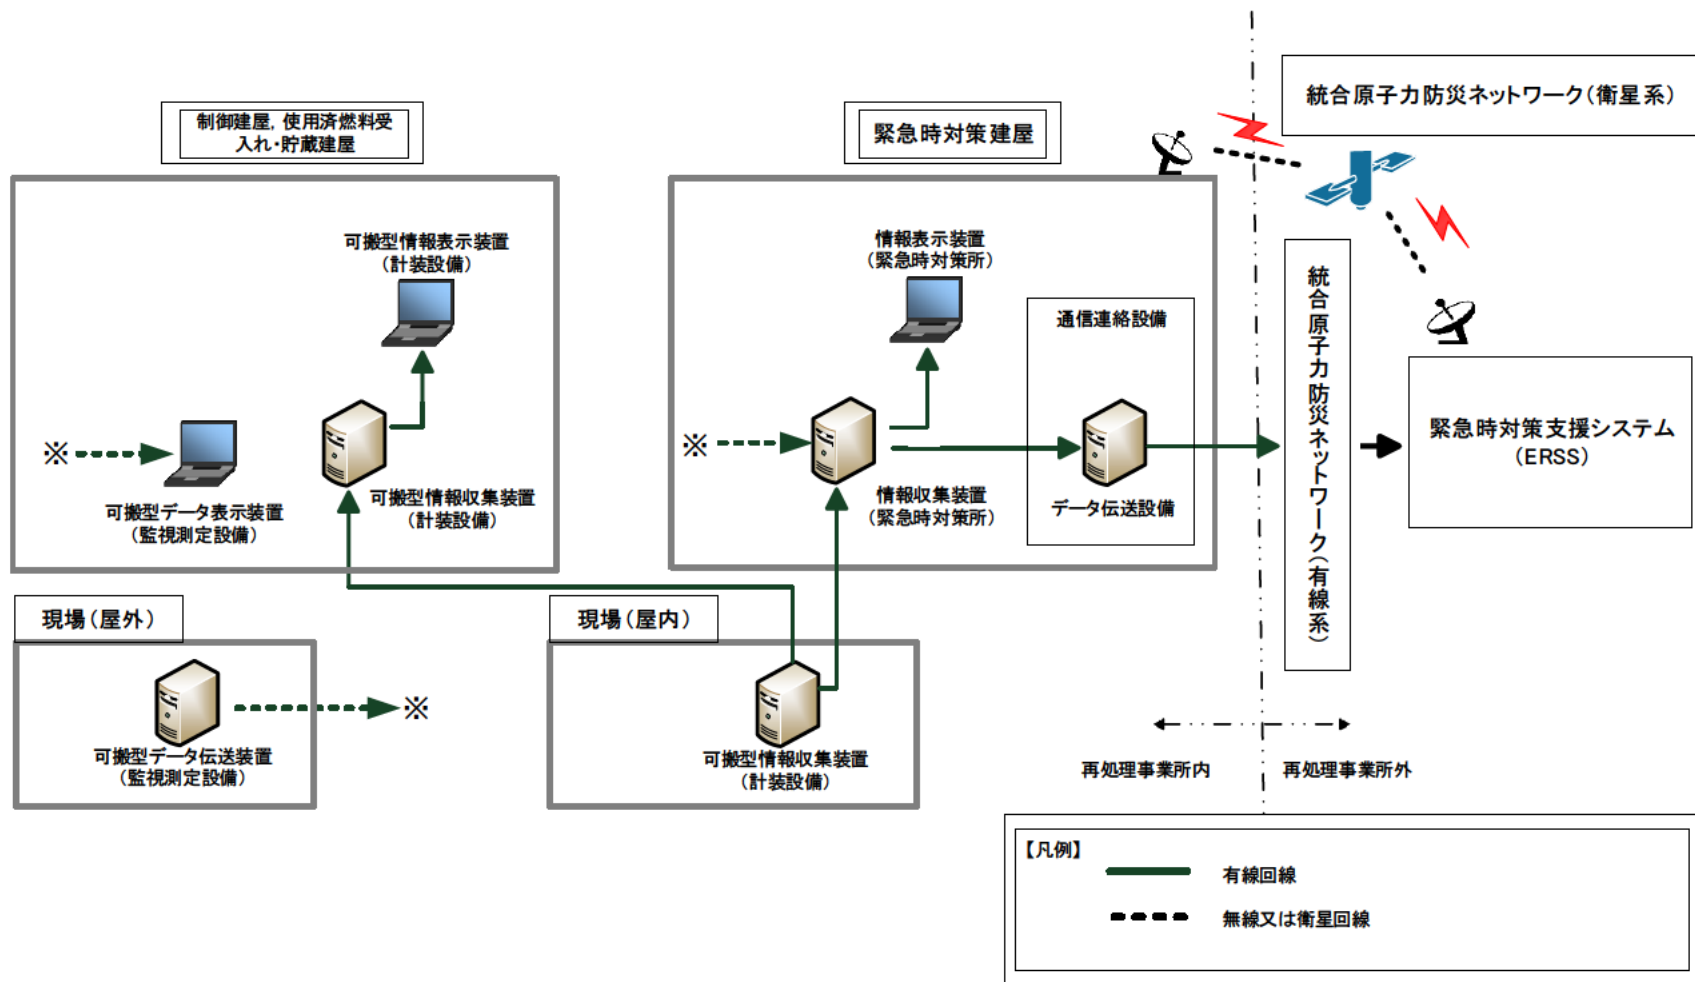 統合原子力防災ネットワーク(衛星系)
制御建屋, 使用済燃料受
入れ・貯蔵建屋
緊急時対策建屋
可搬型情報表示装置
(計装設備)
情報表示装置
(緊急時対策所)
通信連絡設備
統合原子力防災ネットワーク(有線系)
※
※
緊急時対策支援システム
(ERSS)
可搬型データ表示装置
(監視測定設備)
可搬型情報収集装置
(計装設備)
情報収集装置
(緊急時対策所)
データ伝送設備
現場(屋外)
現場(屋内)
※
可搬型データ伝送装置
(監視測定設備)
可搬型情報収集装置
(計装設備)
再処理事業所内
再処理事業所外
【凡例】
有線回線
無線又は衛星回線